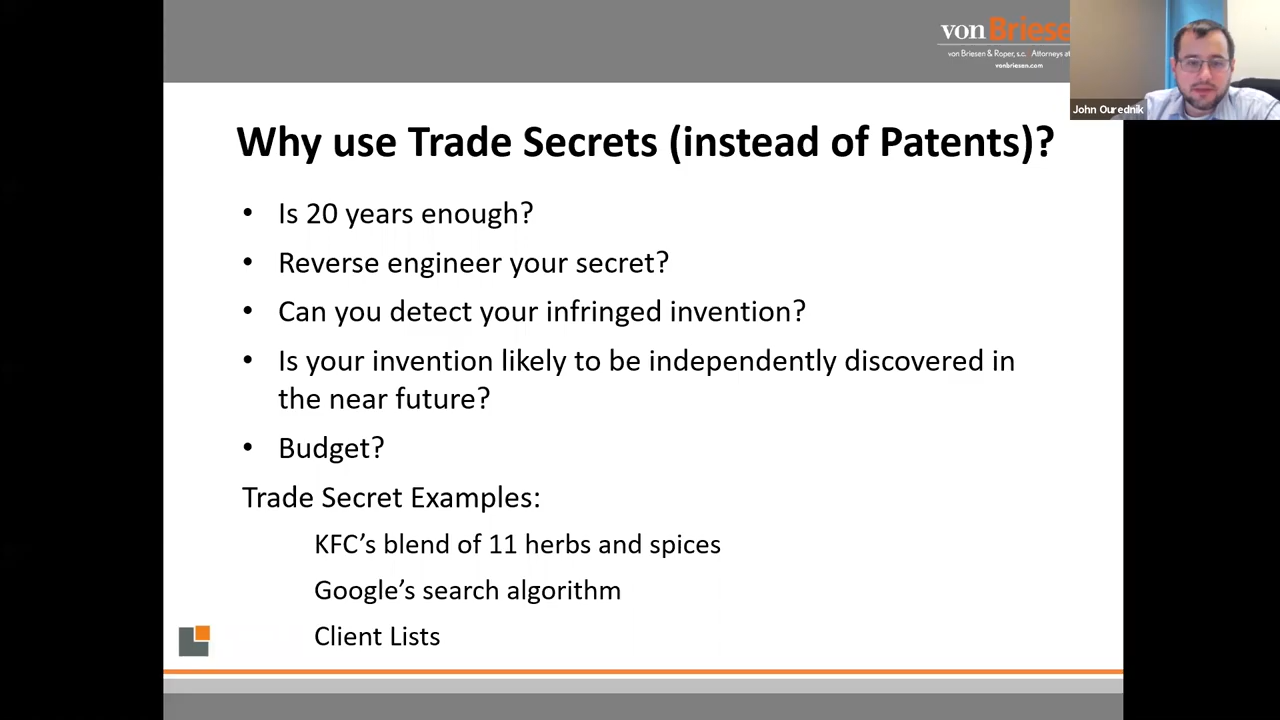 von Briese
von Briesen & Roper, s.c. Attorneys at
vonbriesen.com
John Ourednik
Why use Trade Secrets (instead of Patents)?
• Is 20 years enough?
• Reverse engineer your secret?
• Can you detect your infringed invention?
• Is your invention likely to be independently discovered in
the near future?
• Budget?
Trade Secret Examples:
KFC’s blend of 11 herbs and spices
Google’s search algorithm
Client Lists